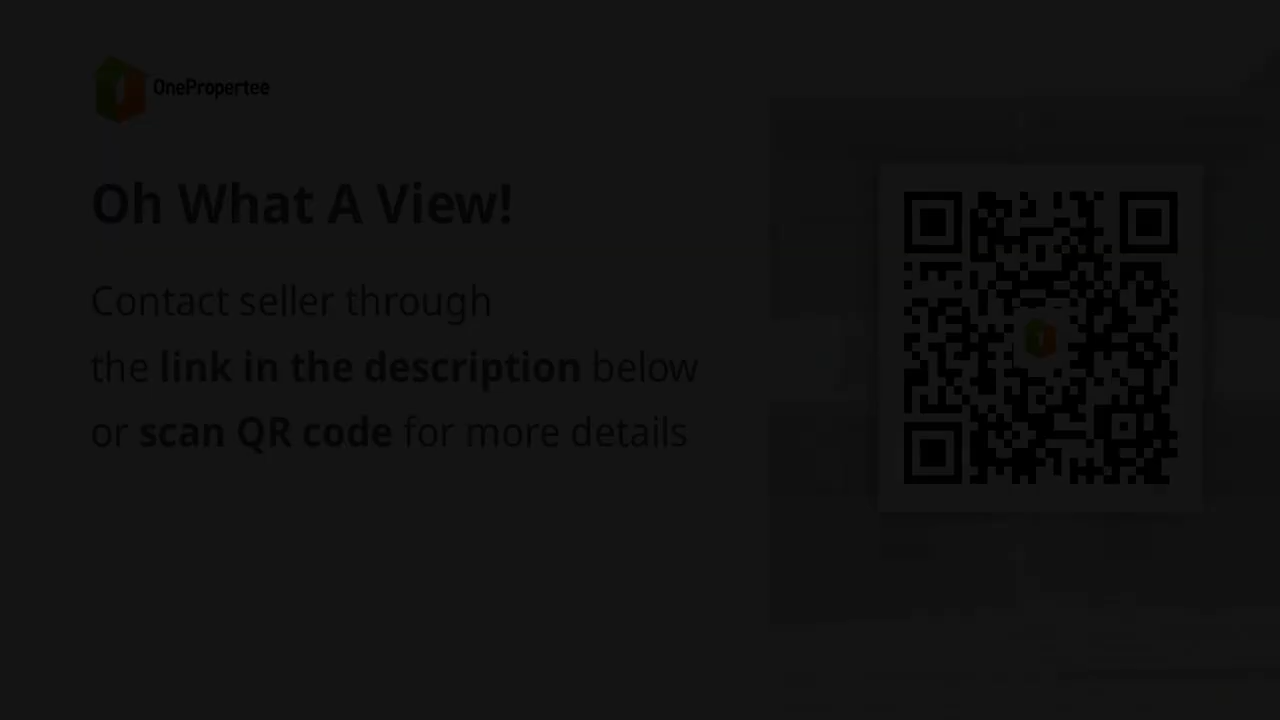 OnePropertee
Oh What A View!
Contact seller through
the link in the description below
or scan QR code for more details